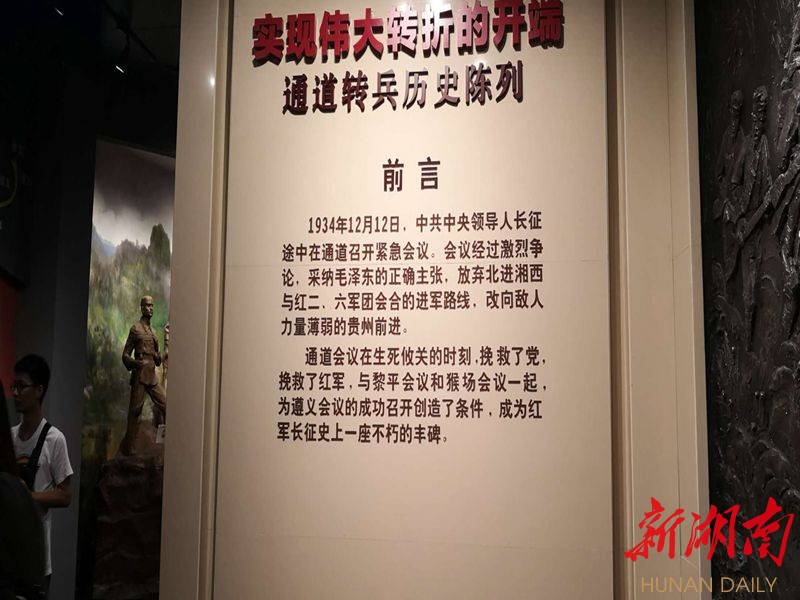 实现伟大转折的开端
通道转兵历史陈列
前言
1934年12月12日，中共中央领导人长征
途中在通道召开紧急会议。会议经过激烈争
论，采纳毛泽东的正确主张，放弃北进湘西
与红二、六军团会合的进军路线，改向敌人
力量薄弱的贵州前进。
通道会议在生死攸关的时刻，挽救了党，
挽救了红军，与黎平会议和猴场会议一起，
为遵义会议的成功召开创造了条件，成为红
军长征史上一座不朽的丰碑。
新湖南
HUNAN DAILY